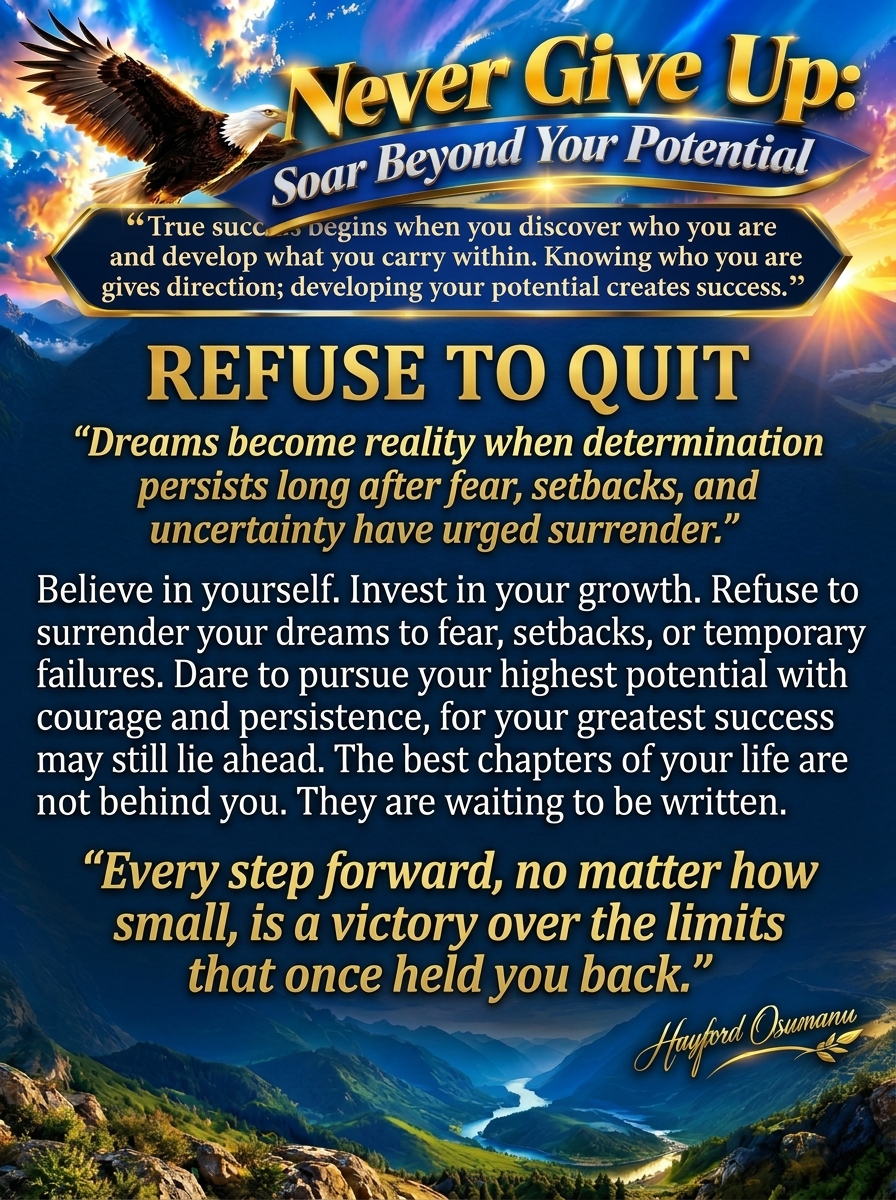 Never Give Up:
Soar Beyond Your Potential
“True begins when you discover who you are
and develop what you carry within. Knowing who you are
gives direction; developing your potential creates success.”
REFUSE TO QUIT
“Dreams become reality when determination
persists long after fear, setbacks, and
uncertainty have urged surrender.”
Believe in yourself. Invest in your growth. Refuse to
surrender your dreams to fear, setbacks, or temporary
failures. Dare to pursue your highest potential with
courage and persistence, for your greatest success
may still lie ahead. The best chapters of your life are
not behind you. They are waiting to be written.
“Every step forward, no matter how
small, is a victory over the limits
that once held you back.”
Hayford Osumanu